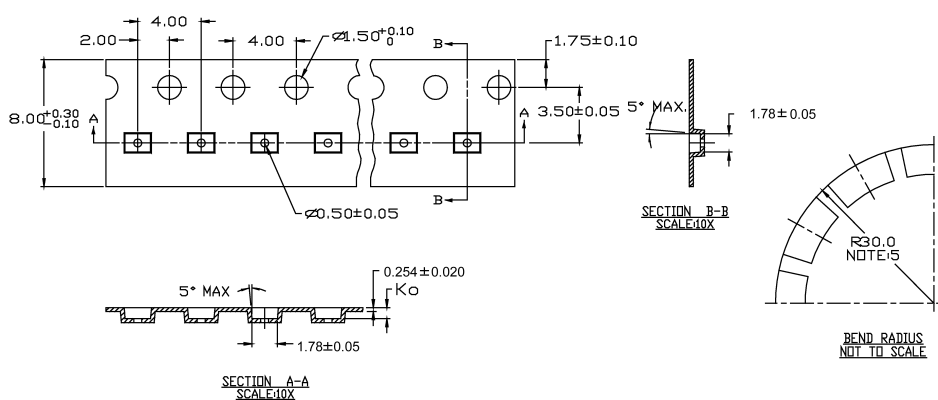 4.00
2.00
4.00
Ø1.50+0.10 0
B
1.75±0.10
8.00+0.30 -0.10
A
A
3.50±0.05
5° MAX.
1.78±0.05
Ø0.50±0.05
B
SECTION B-B
SCALE:10X
R30.0
NOTE:5
0.254±0.020
5° MAX
Ko
1.78±0.05
BEND RADIUS
NOT TO SCALE
SECTION A-A
SCALE:10X